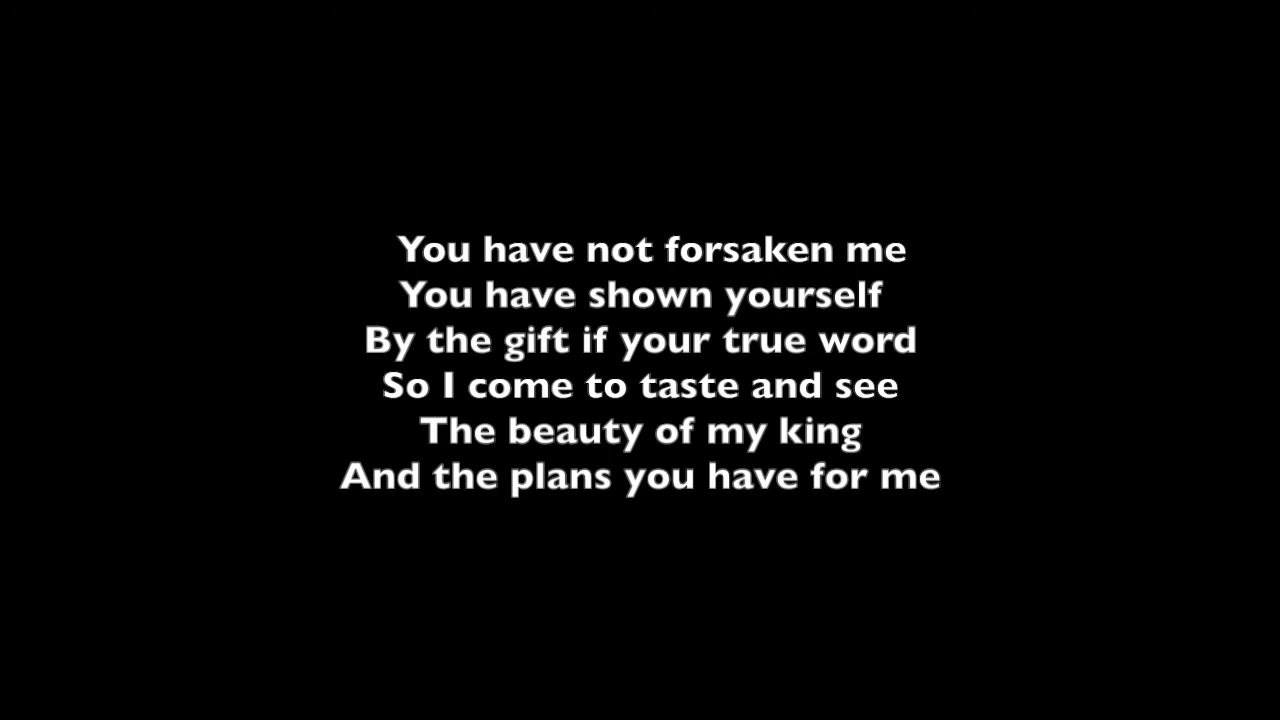 You have not forsaken me
You have shown yourself
By the gift if your true word
So I come to taste and see
The beauty of my king
And the plans you have for me